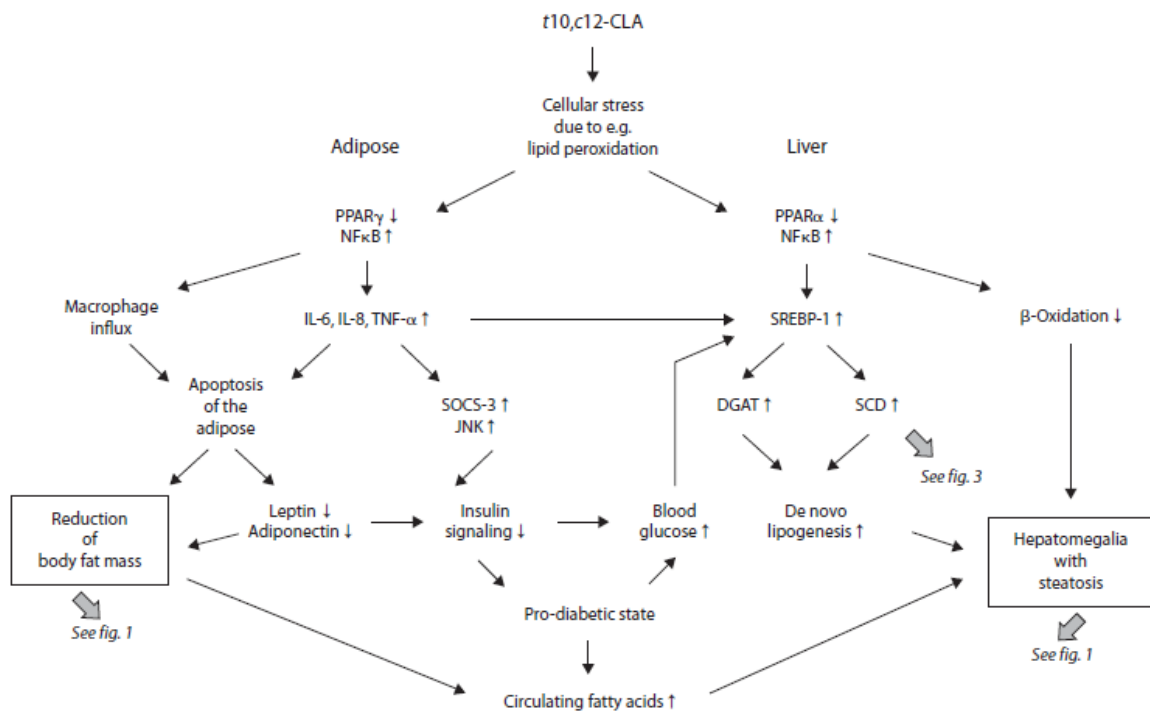 t10,c12-CLA
Cellular stress
due to e.g.
lipid peroxidation
Adipose
Liver
PPARγ ↓
NFκB ↑
PPARα ↓
NFκB ↑
Macrophage
influx
IL-6, IL-8, TNF-α ↑
SREBP-1 ↑
β-Oxidation ↓
Apoptosis
of the
adipose
SOCS-3 ↑
JNK ↑
DGAT ↑
SCD ↑
See fig. 3
Reduction
of
body fat mass
Leptin ↓
Adiponectin ↓
Insulin
signaling ↓
Blood
glucose ↑
De novo
lipogenesis ↑
Hepatomegalia
with
steatosis
See fig. 1
Pro-diabetic state
See fig. 1
Circulating fatty acids ↑